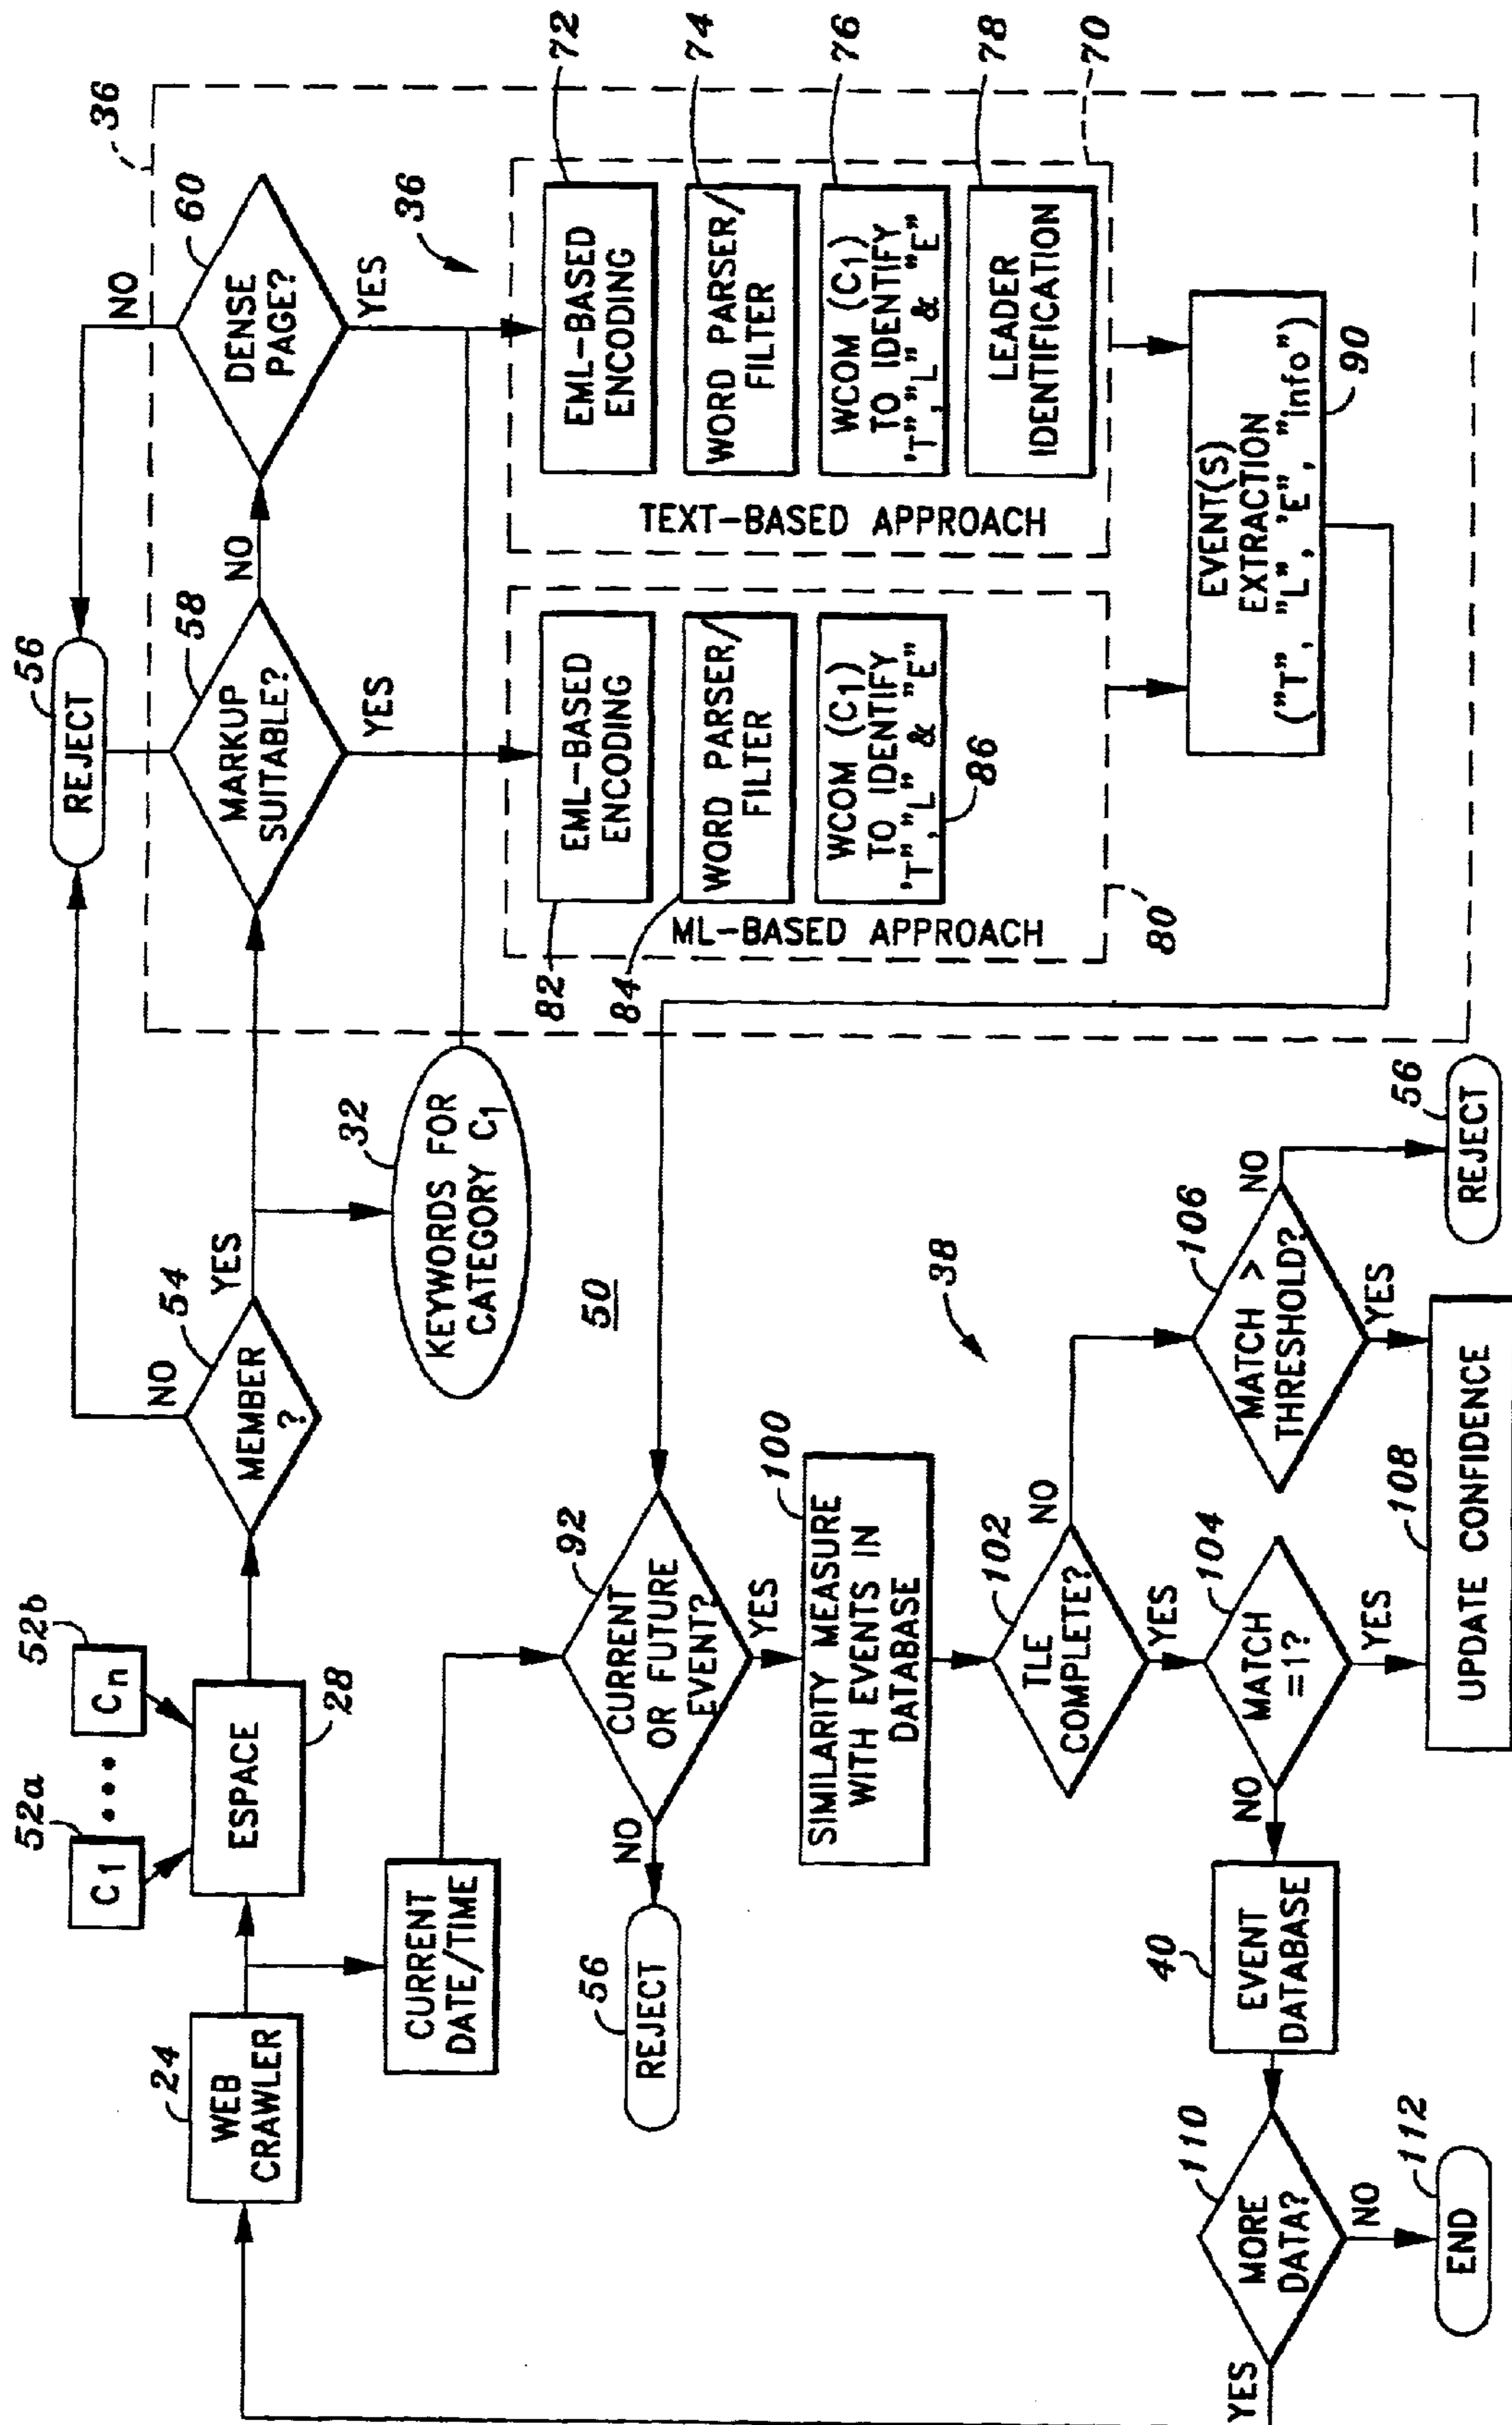 52a
C1
...
Cn
52b
24
WEB
CRAWLER
ESPACE
28
MEMBER
?
54
NO
YES
56
REJECT
32
KEYWORDS FOR
CATEGORY C1
MARKUP
SUITABLE?
58
NO
YES
DENSE
PAGE?
60
NO
YES
36
36
82
EML-BASED
ENCODING
84
WORD PARSER/
FILTER
WCOM (C1)
TO IDENTIFY
'T","L" & "E"
86
ML-BASED APPROACH
80
EML-BASED
ENCODING
72
WORD PARSER/
FILTER
74
WCOM (C1)
TO IDENTIFY
'T","L" & "E"
76
LEADER
IDENTIFICATION
78
TEXT-BASED APPROACH
70
EVENT(S)
EXTRACTION
("T", "L", 'E", "info")
90
50
CURRENT
DATE/TIME
CURRENT
OR FUTURE
EVENT?
92
NO
YES
56
REJECT
SIMILARITY MEASURE
WITH EVENTS IN
DATABASE
100
38
TLE
COMPLETE?
102
NO
YES
MATCH
=1?
104
NO
YES
MATCH >
THRESHOLD?
106
NO
YES
56
REJECT
108
UPDATE CONFIDENCE
40
EVENT
DATABASE
MORE
DATA?
110
YES
NO
END
112